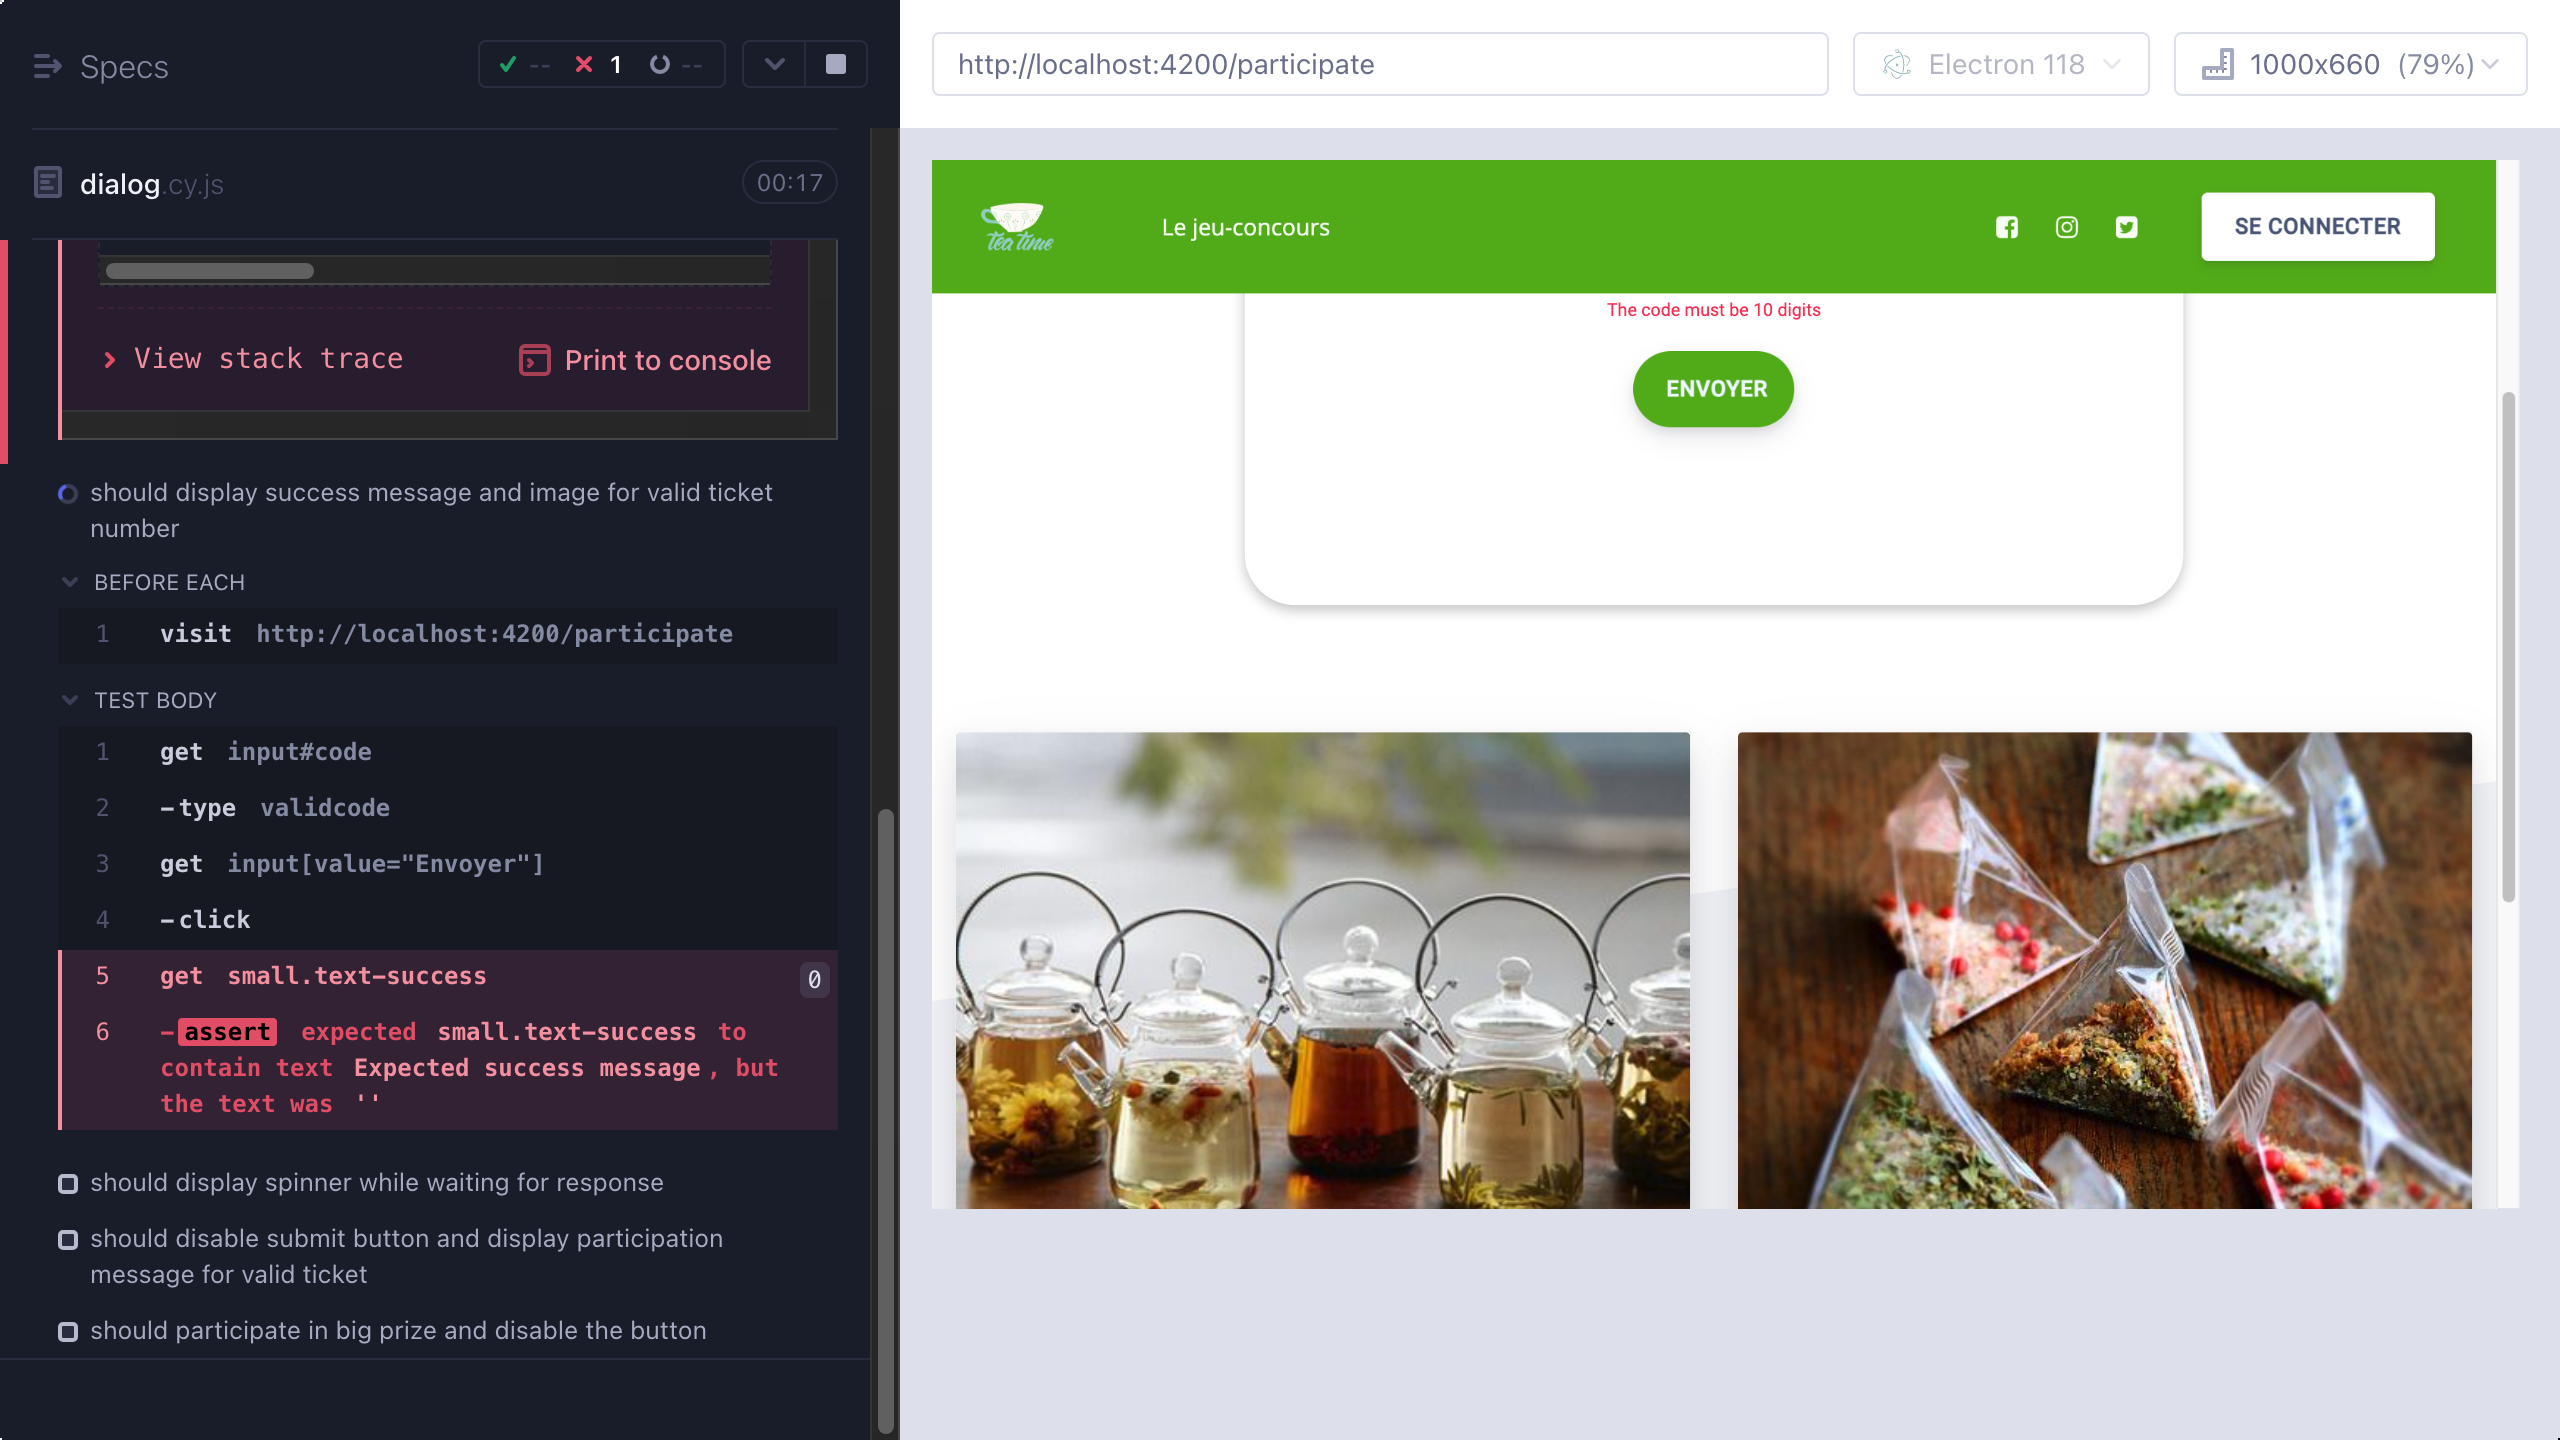 Specs
-- 1 --
dialog.cy.js
00:17
View stack trace
Print to console
should display success message and image for valid ticket
number
BEFORE EACH
1 visit http://localhost:4200/participate
TEST BODY
1 get input#code
2 -type validcode
3 get input[value="Envoyer"]
4 -click
5 get small.text-success 0
6 -assert expected small.text-success to
contain text Expected success message, but
the text was ''
should display spinner while waiting for response
should disable submit button and display participation
message for valid ticket
should participate in big prize and disable the button
http://localhost:4200/participate
Electron 118
1000x660 (79%)
tea time
Le jeu-concours
SE CONNECTER
The code must be 10 digits
ENVOYER